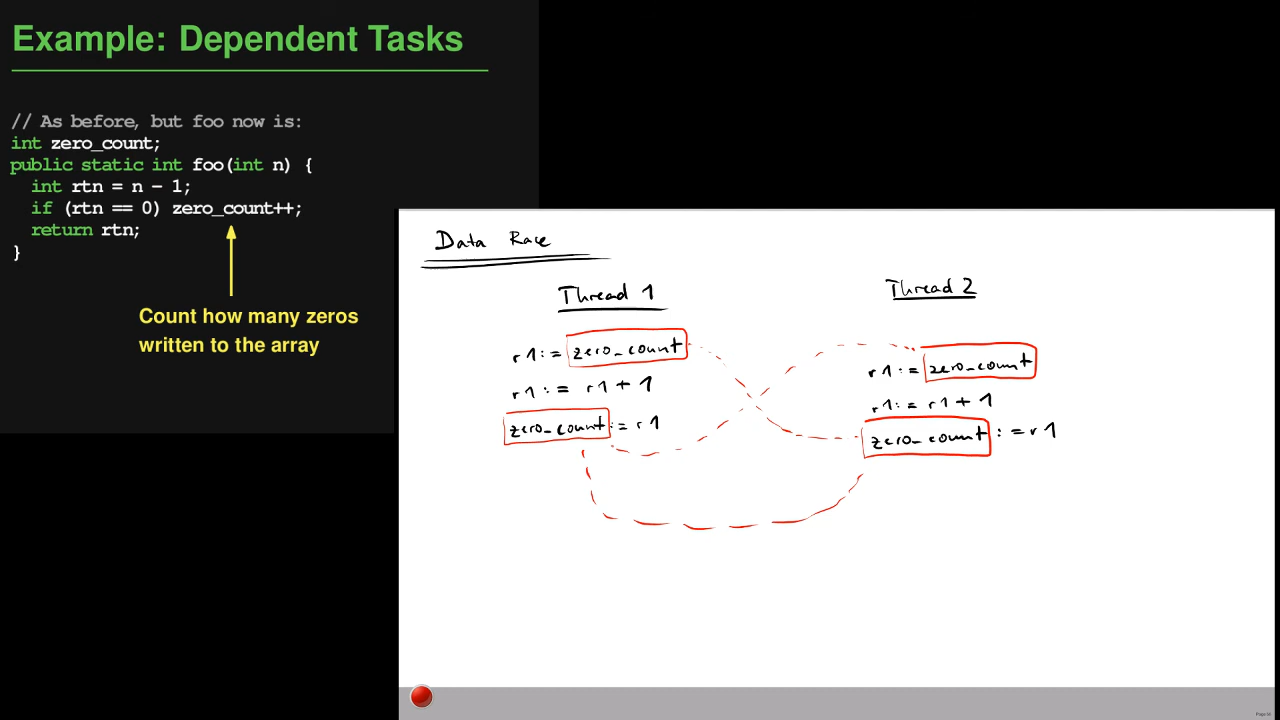 Example: Dependent Tasks
// As before, but foo now is:
int zero_count;
public static int foo(int n) {
int rtn = n - 1;
if (rtn == 0) zero_count++;
return rtn;
}
Count how many zeros
written to the array
Data Race
Thread 1
r1:= zero_count
r1:= r1+1
zero_count:= r1
Thread 2
r1:= zero_count
r1:= r1+1
zero_count:=r1